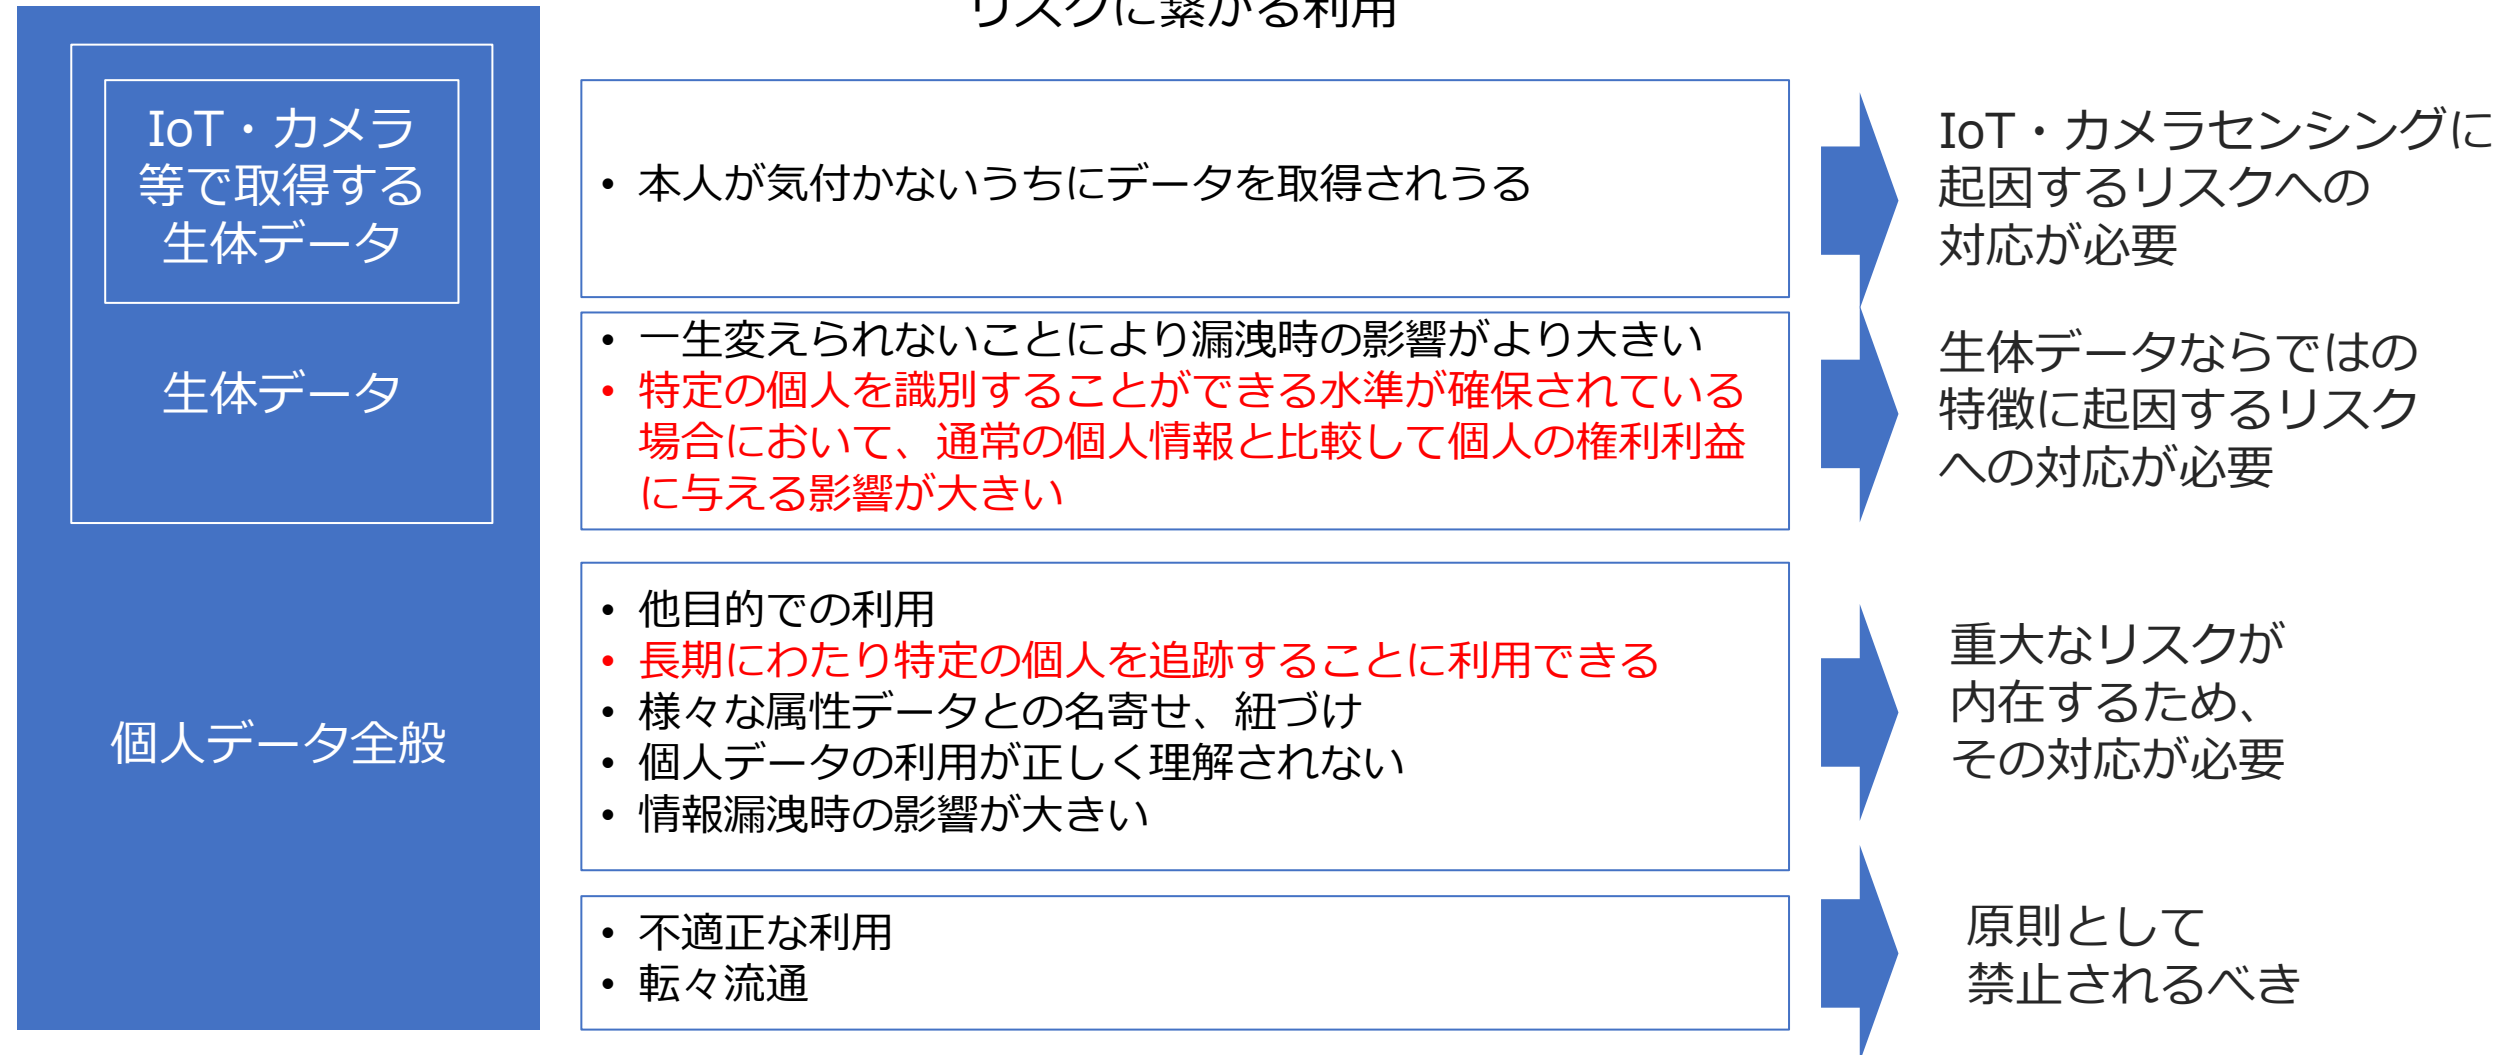 リスクに繋がる利用
IoT・カメラ
等で取得する
生体データ
• 本人が気付かないうちにデータを取得されうる
IoT・カメラセンシングに
起因するリスクへの
対応が必要
生体データ
• 一生変えられないことにより漏洩時の影響がより大きい
• 特定の個人を識別することができる水準が確保されている
場合において、通常の個人情報と比較して個人の権利利益
に与える影響が大きい
生体データならではの
特徴に起因するリスク
への対応が必要
個人データ全般
• 他目的での利用
• 長期にわたり特定の個人を追跡することに利用できる
• 様々な属性データとの名寄せ、紐づけ
• 個人データの利用が正しく理解されない
• 情報漏洩時の影響が大きい
重大なリスクが
内在するため、
その対応が必要
• 不適正な利用
• 転々流通
原則として
禁止されるべき